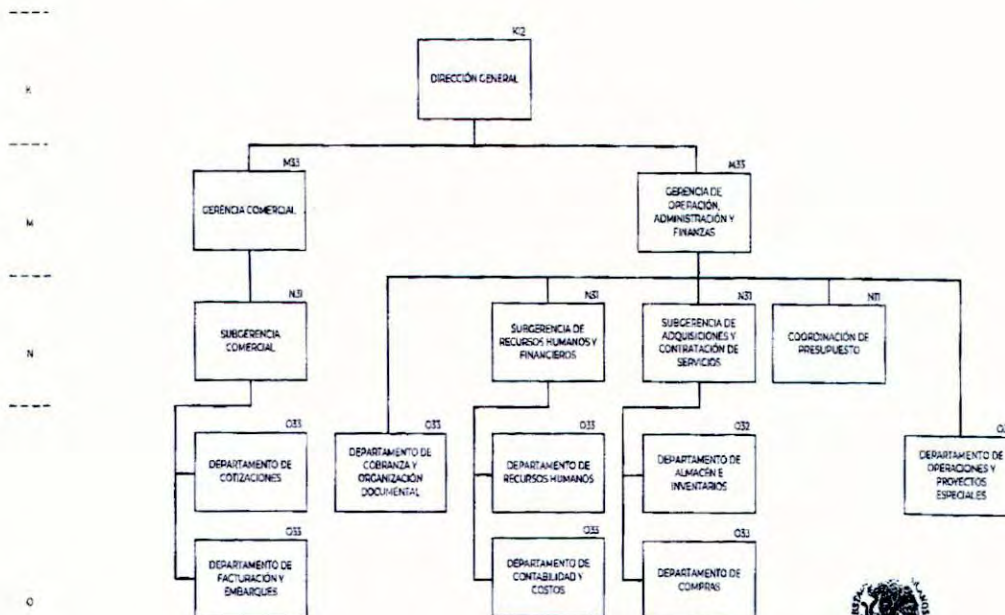 K12
DIRECCIÓN GENERAL
K
M33
GERENCIA COMERCIAL
M33
GERENCIA DE
OPERACIÓN,
ADMINISTRACIÓN Y
FINANZAS
M
N31
SUBGERENCIA
COMERCIAL
N31
SUBGERENCIA DE
RECURSOS HUMANOS Y
FINANCIEROS
N31
SUBGERENCIA DE
ADQUISICIONES Y
CONTRATACIÓN DE
SERVICIOS
N11
COORDINACIÓN DE
PRESUPUESTO
N
O33
DEPARTAMENTO DE
COTIZACIONES
O33
DEPARTAMENTO DE
COBRANZA Y
ORGANIZACIÓN
DOCUMENTAL
O33
DEPARTAMENTO DE
RECURSOS HUMANOS
O32
DEPARTAMENTO DE
ALMACÉN E
INVENTARIOS
DEPARTAMENTO DE
OPERACIONES Y
PROYECTOS
ESPECIALES
O33
DEPARTAMENTO DE
FACTURACIÓN Y
EMBARQUES
O33
DEPARTAMENTO DE
CONTABILIDAD Y
COSTOS
O33
DEPARTAMENTO DE
COMPRAS
O